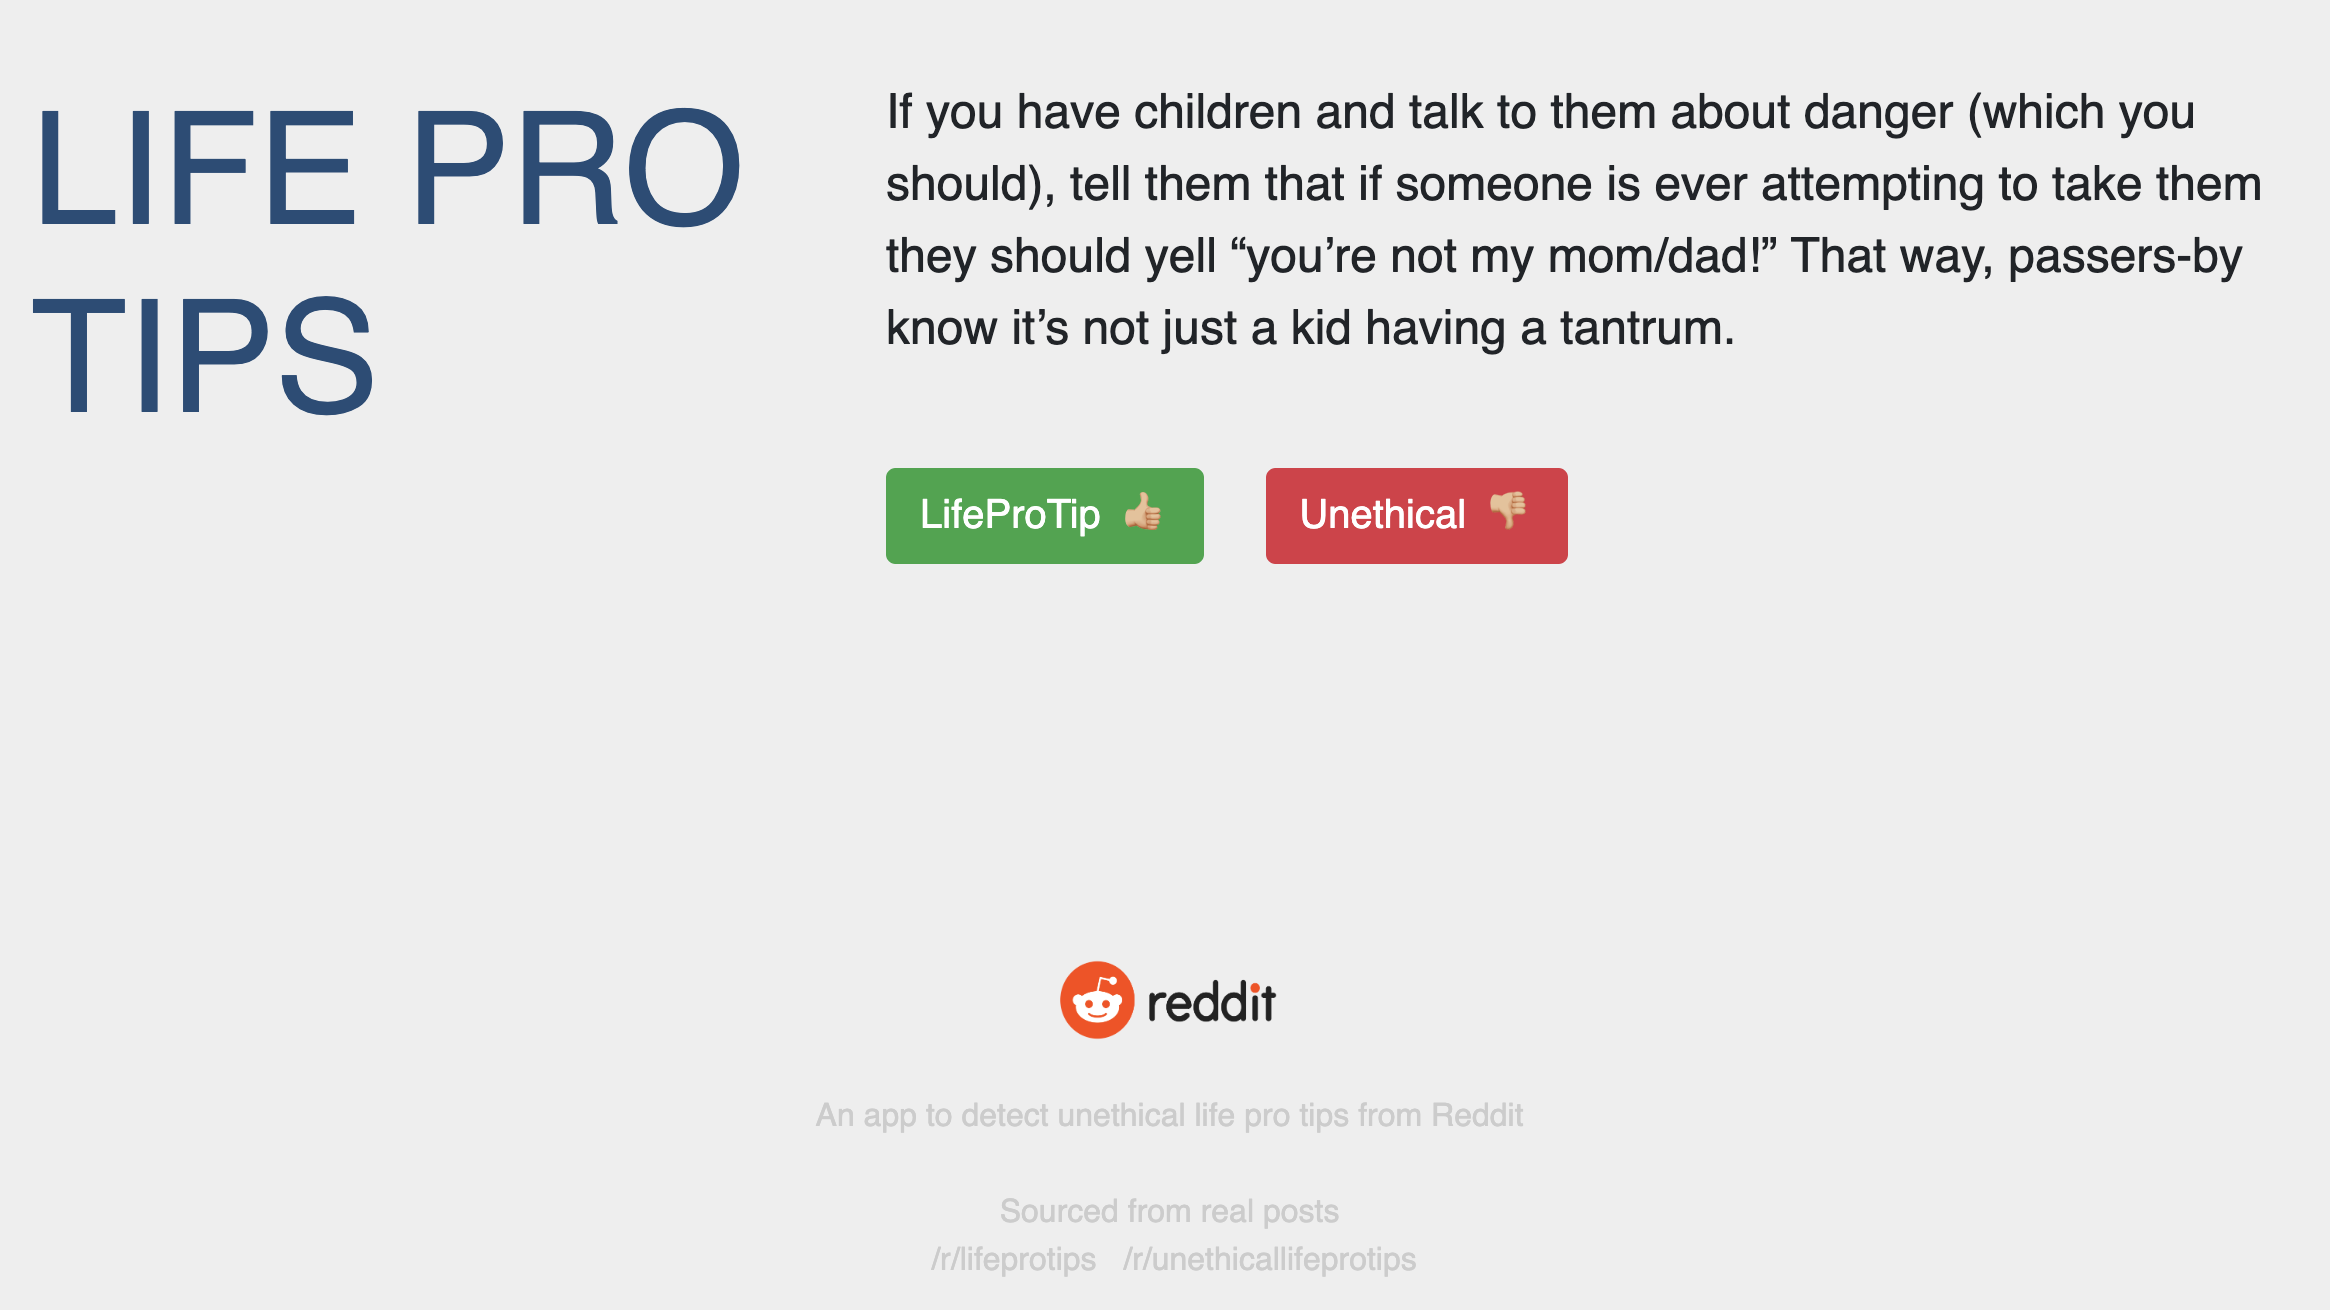 LIFE PRO
TIPS
If you have children and talk to them about danger (which you
should), tell them that if someone is ever attempting to take them
they should yell “you’re not my mom/dad!” That way, passers-by
know it’s not just a kid having a tantrum.
LifeProTip 👍🏼
Unethical 👎🏼
reddit
An app to detect unethical life pro tips from Reddit
Sourced from real posts
/r/lifeprotips /r/unethicallifeprotips